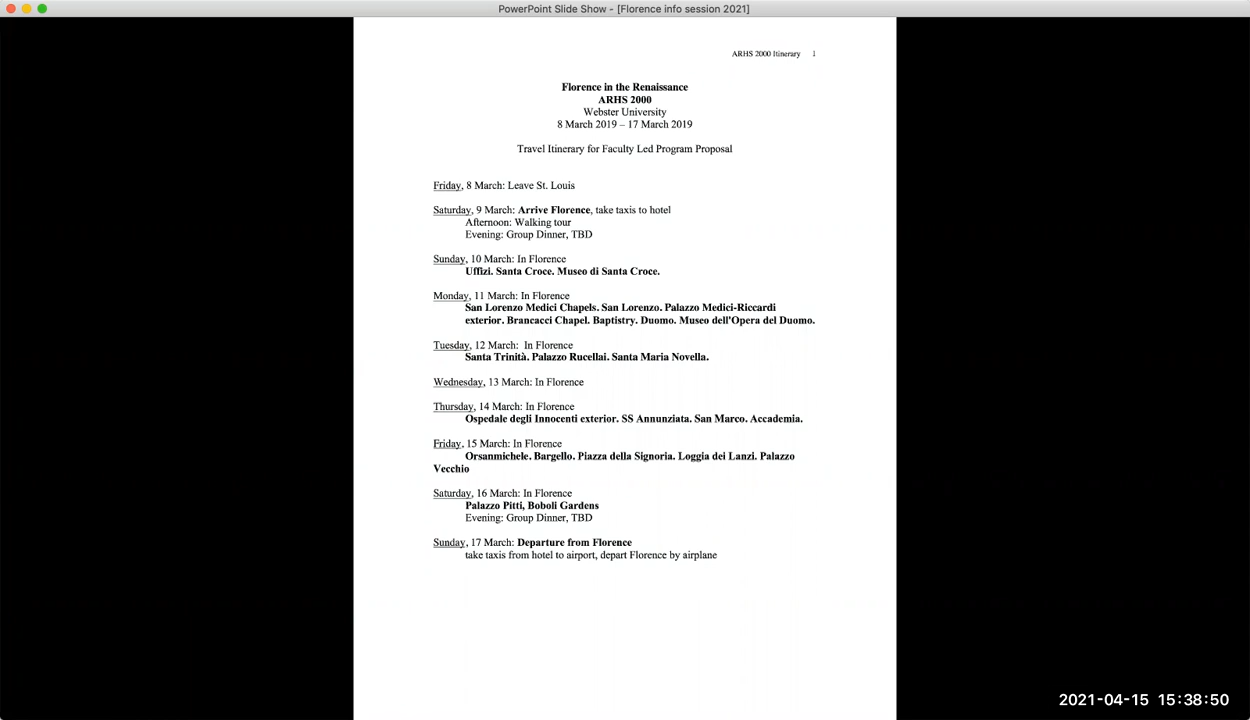 PowerPoint Slide Show - [Florence info session 2021]
ARHS 2000 Itinerary 1
Florence in the Renaissance
ARHS 2000
Webster University
8 March 2019 – 17 March 2019
Travel Itinerary for Faculty Led Program Proposal
Friday, 8 March: Leave St. Louis
Saturday, 9 March: Arrive Florence, take taxis to hotel
Afternoon: Walking tour
Evening: Group Dinner, TBD
Sunday, 10 March: In Florence
Uffizi. Santa Croce. Museo di Santa Croce.
Monday, 11 March: In Florence
San Lorenzo Medici Chapels. San Lorenzo. Palazzo Medici-Riccardi
exterior. Brancacci Chapel. Baptistry. Duomo. Museo dell'Opera del Duomo.
Tuesday, 12 March: In Florence
Santa Trinità. Palazzo Rucellai. Santa Maria Novella.
Wednesday, 13 March: In Florence
Thursday, 14 March: In Florence
Ospedale degli Innocenti exterior. SS Annunziata. San Marco. Accademia.
Friday, 15 March: In Florence
Orsanmichele. Bargello. Piazza della Signoria. Loggia dei Lanzi. Palazzo
Vecchio
Saturday, 16 March: In Florence
Palazzo Pitti, Boboli Gardens
Evening: Group Dinner, TBD
Sunday, 17 March: Departure from Florence
take taxis from hotel to airport, depart Florence by airplane
2021-04-15 15:38:50